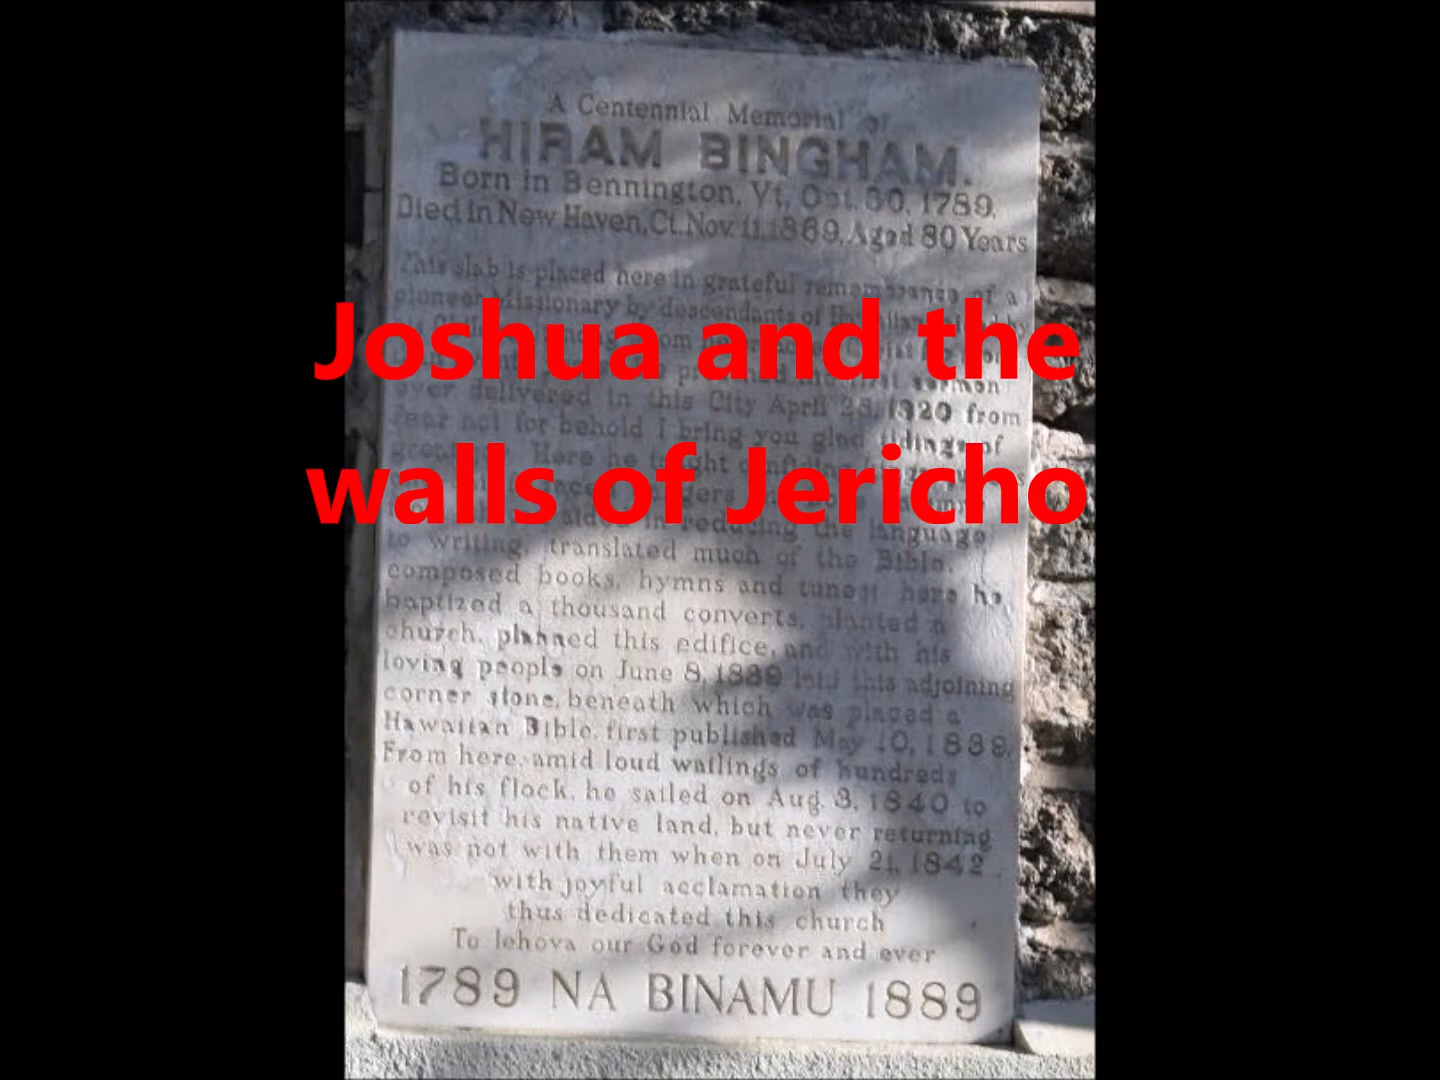 A Centennial Memorial of
HIRAM BINGHAM.
Born in Bennington, Vt, Oct. 30, 1789,
Died in New Haven, Ct. Nov. 11, 1869, Aged 80 Years
This slab is placed here in grateful remembrance of a
pioneer Missionary by descendants of
Joshua and the
sermon
ever delivered in this City April 25, 1820 from
Fear not for behold I bring you glad tidings of
Here he
walls of Jericho
in reducing the language
to writing, translated much of the Bible,
composed books, hymns and tunes; here he
baptized a thousand converts, planted a
church, planned this edifice, and with his
loving people on June 8, 1839 laid this adjoining
corner stone, beneath which was placed a
Hawaiian Bible, first published May 10, 1839.
From here, amid loud wailings of hundreds
of his flock, he sailed on Aug. 3, 1840 to
revisit his native land, but never returning
was not with them when on July 21, 1842
with joyful acclamation they
thus dedicated this church
To Iehova our God forever and ever
1789 NA BINAMU 1889